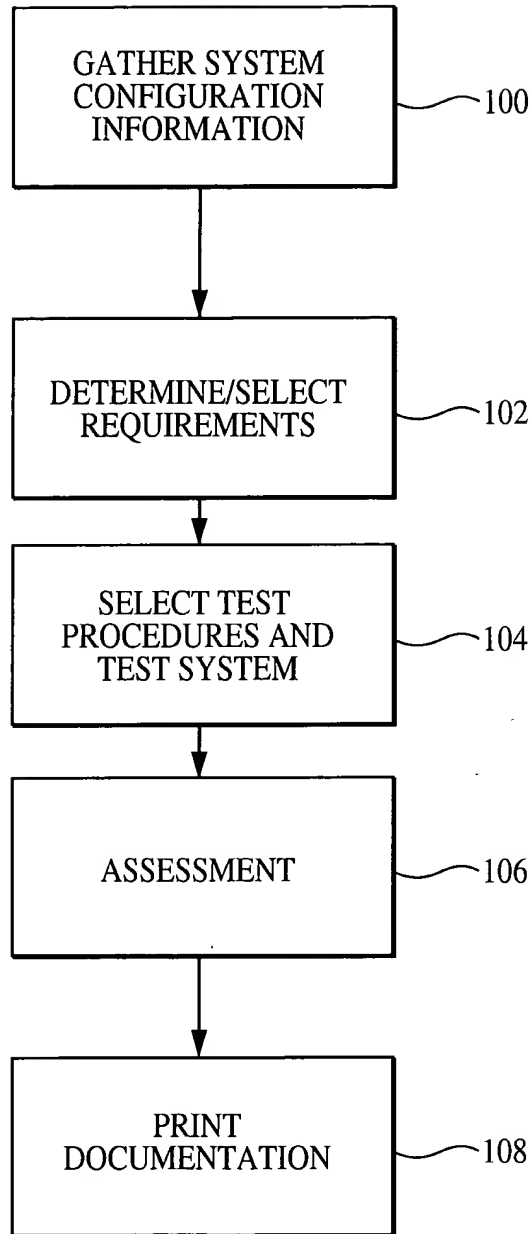 GATHER SYSTEM
CONFIGURATION
INFORMATION
100
DETERMINE/SELECT
REQUIREMENTS
102
SELECT TEST
PROCEDURES AND
TEST SYSTEM
104
ASSESSMENT
106
PRINT
DOCUMENTATION
108